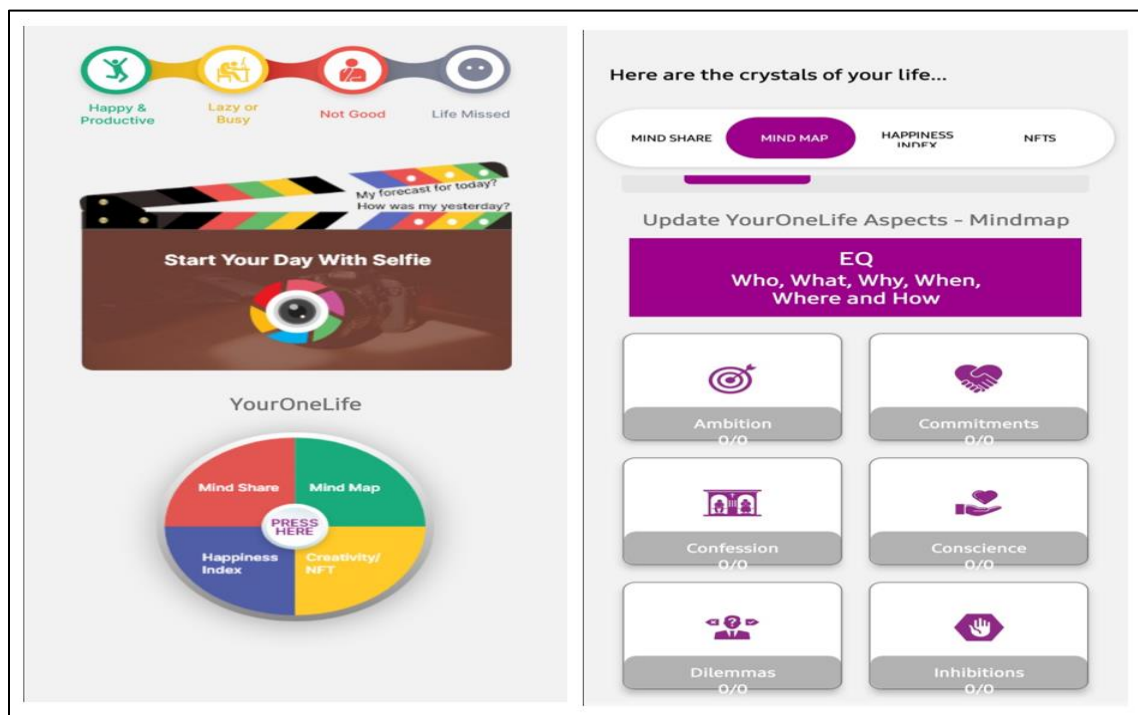 Happy &
Productive
Lazy or
Busy
Not Good
Life Missed
My forecast for today?
How was my yesterday?
Start Your Day With Selfie
YourOneLife
Mind Share
Mind Map
PRESS
HERE
Happiness
Index
Creativity/
NFT
Here are the crystals of your life...
MIND SHARE
MIND MAP
HAPPINESS
INDEX
NFTS
Update YourOneLife Aspects - Mindmap
EQ
Who, What, Why, When,
Where and How
Ambition
0/0
Commitments
0/0
Confession
0/0
Conscience
0/0
Dilemmas
0/0
Inhibitions
0/0